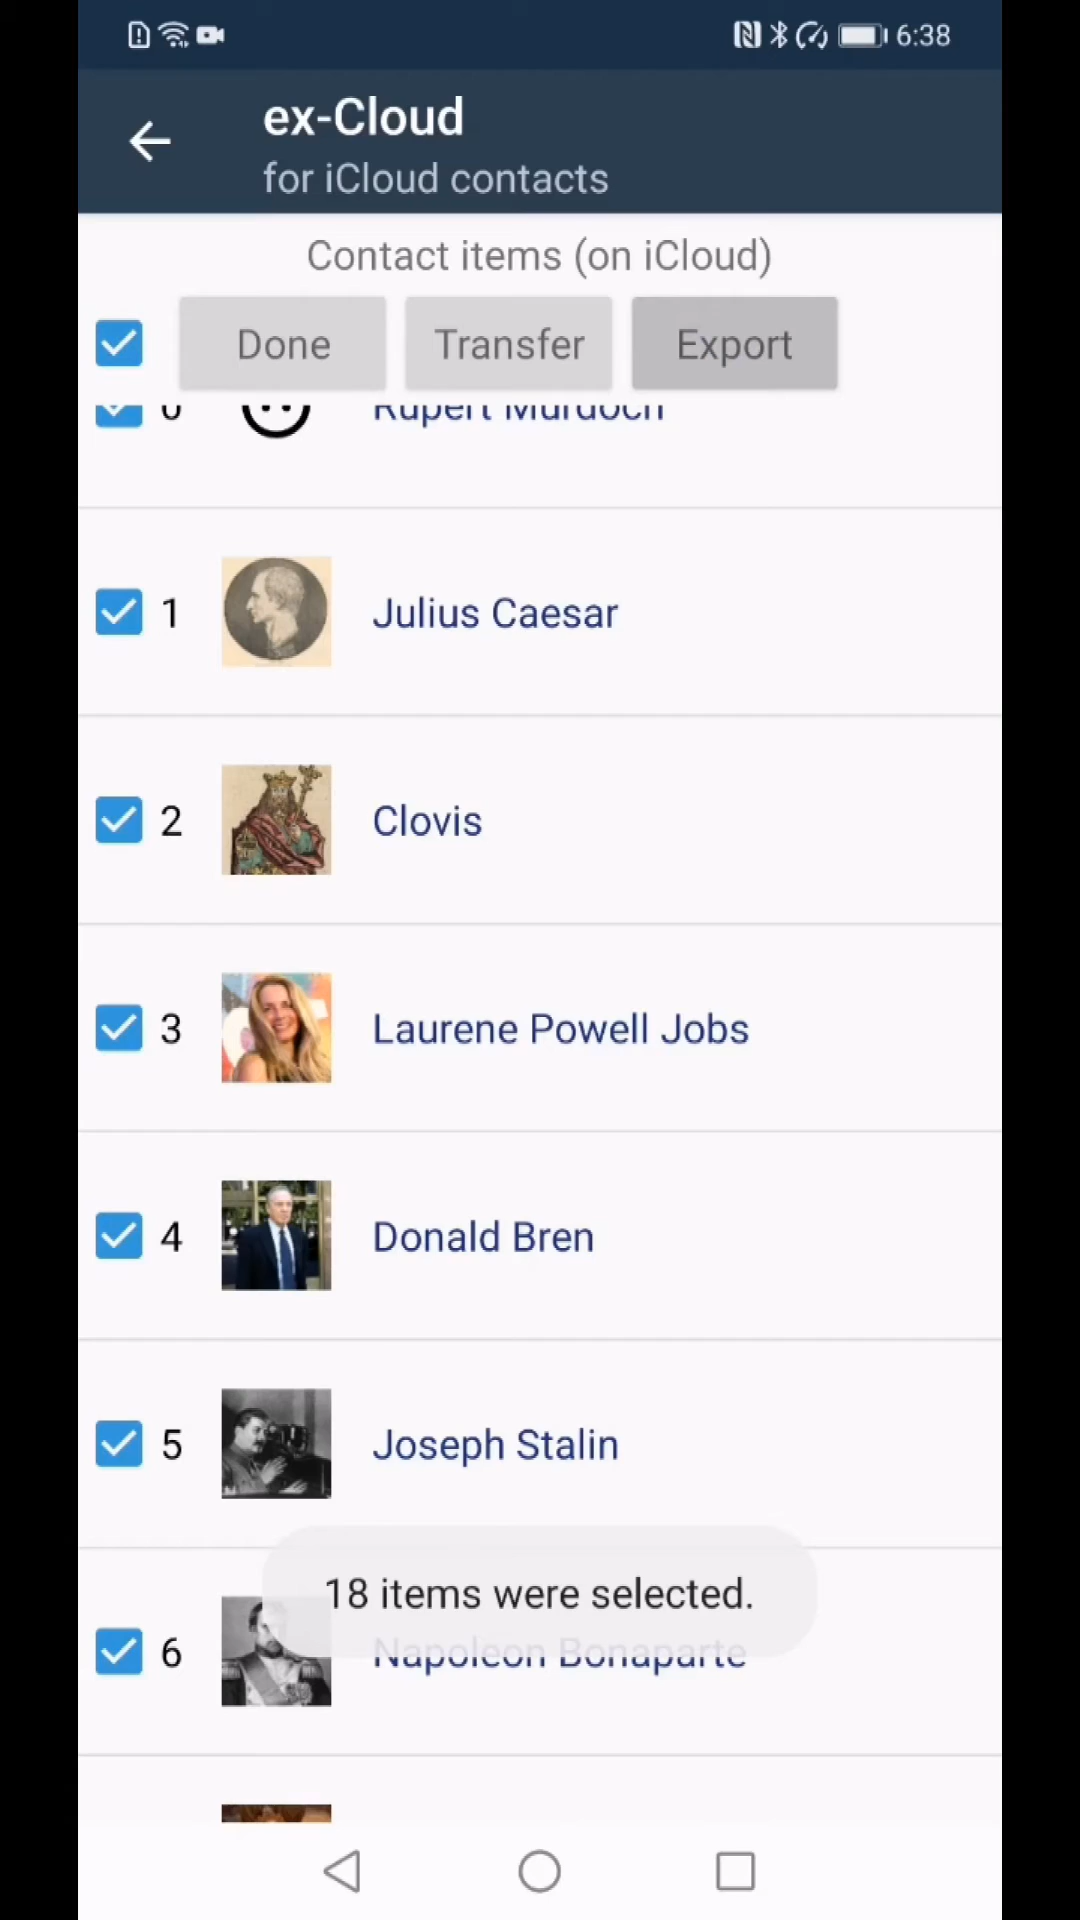 6:38
ex-Cloud
for iCloud contacts
Contact items (on iCloud)
Done Transfer Export
0 Rupert Murdoch
1 Julius Caesar
2 Clovis
3 Laurene Powell Jobs
4 Donald Bren
5 Joseph Stalin
18 items were selected.
6 Napoleon Bonaparte